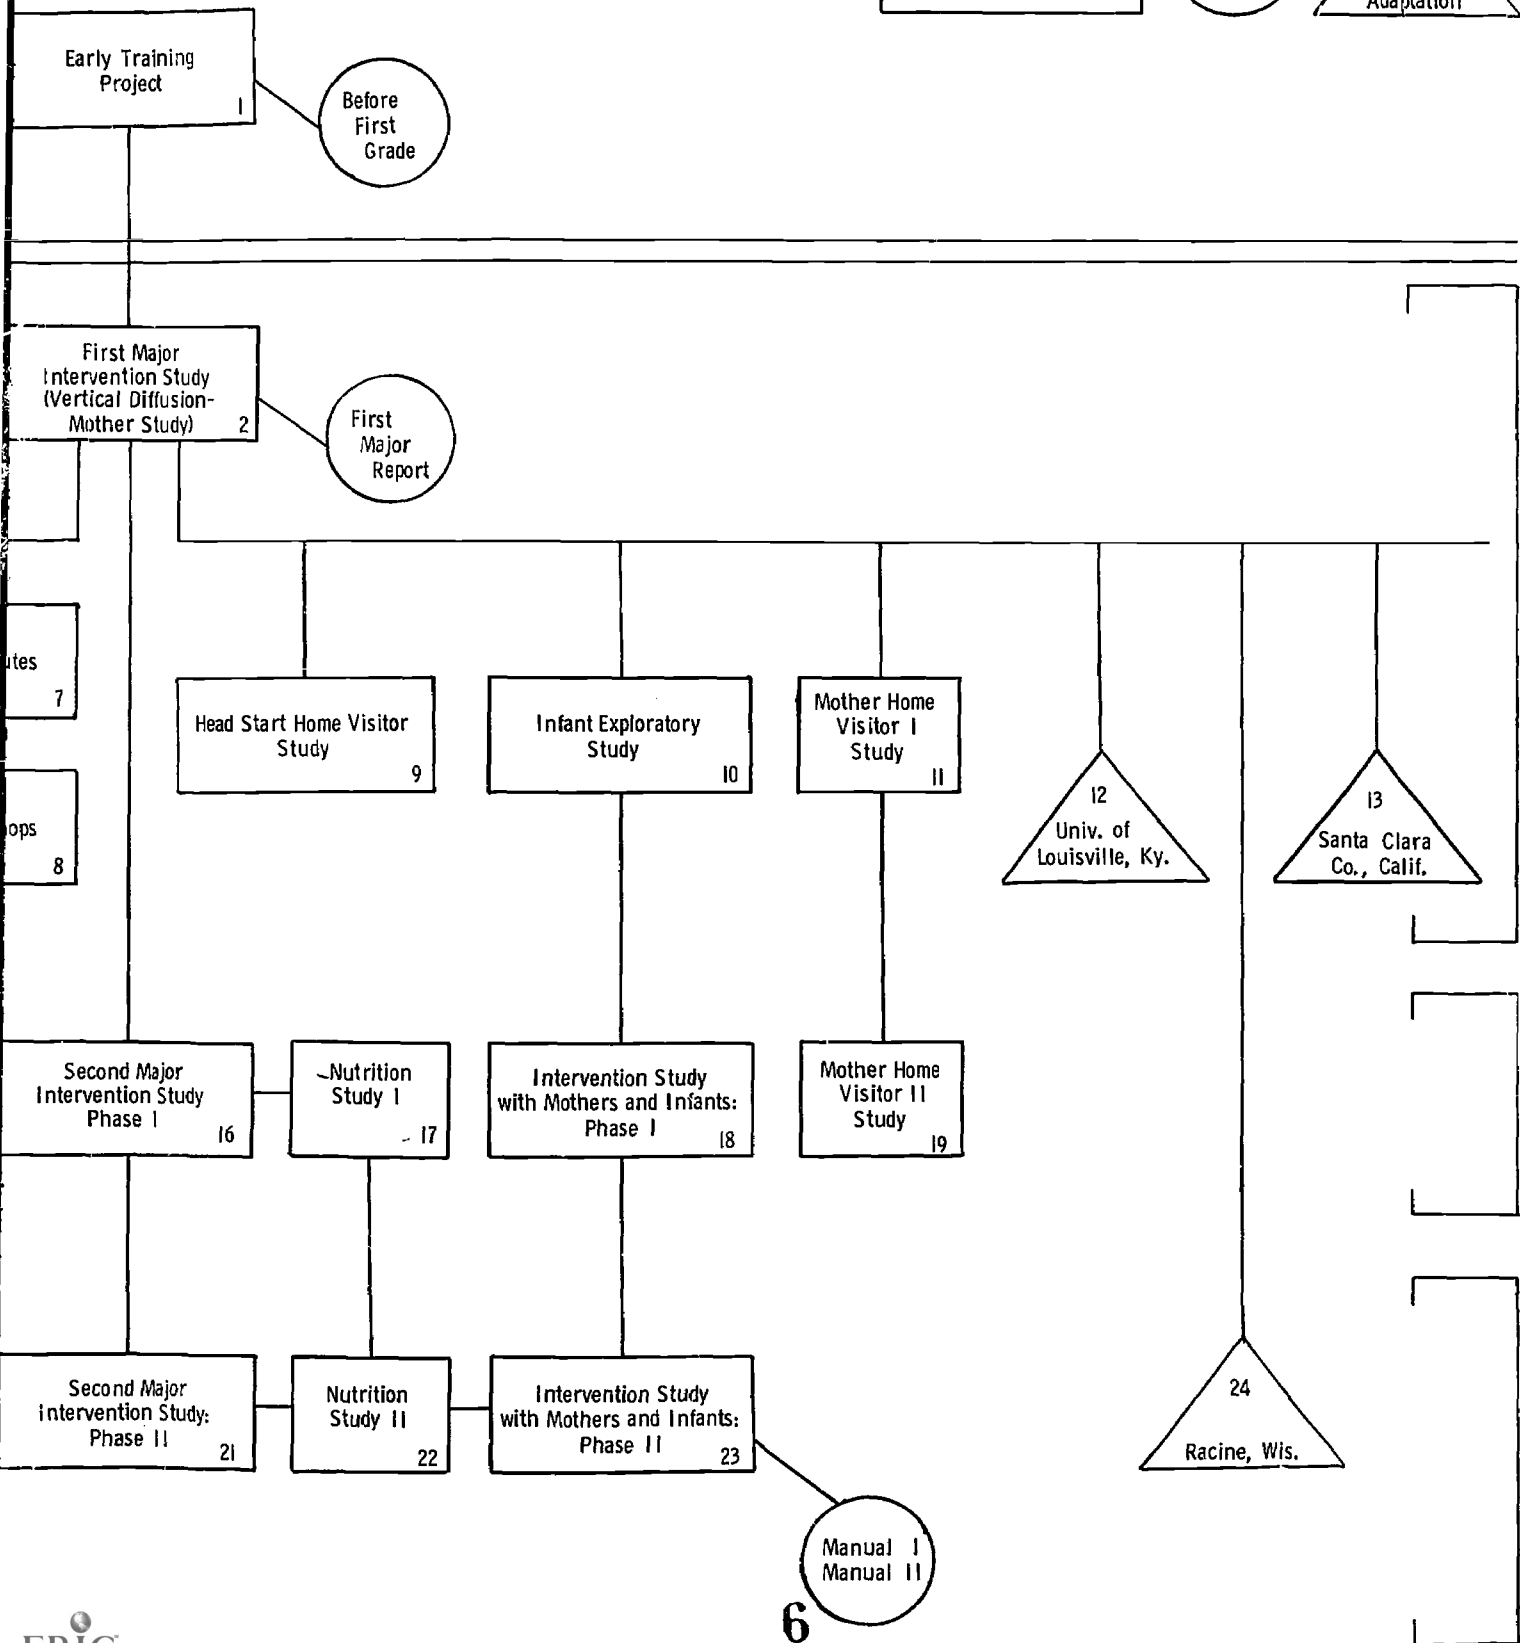 Adaptation
Early Training
Project
1
Before
First
Grade
First Major
Intervention Study
(Vertical Diffusion-
Mother Study)
2
First
Major
Report
7
8
Head Start Home Visitor
Study
9
Infant Exploratory
Study
10
Mother Home
Visitor I
Study
11
12
Univ. of
Louisville, Ky.
13
Santa Clara
Co., Calif.
Second Major
Intervention Study
Phase I
16
Nutrition
Study I
17
Intervention Study
with Mothers and Infants:
Phase I
18
Mother Home
Visitor II
Study
19
Second Major
Intervention Study:
Phase II
21
Nutrition
Study II
22
Intervention Study
with Mothers and Infants:
Phase II
23
24
Racine, Wis.
Manual I
Manual II
6
ERIC